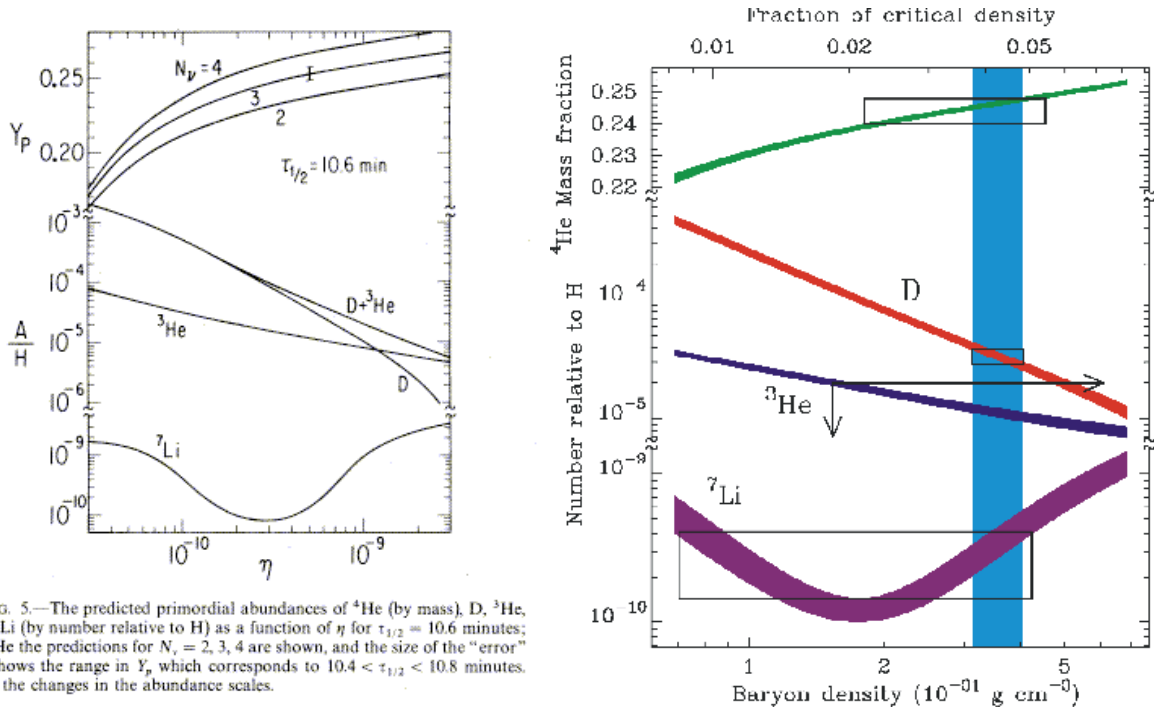 N_ν=4
3
2
0.25
Y_P
0.20
τ_1/2 = 10.6 min
10^-3
10^-4
D+³He
³He
A/H
10^-5
D
10^-6
⁷Li
10^-9
10^-10
10^-10
10^-9
η
G. 5.—The predicted primordial abundances of ⁴He (by mass), D, ³He,
Li (by number relative to H) as a function of η for τ_1/2 = 10.6 minutes;
He the predictions for N_ν = 2, 3, 4 are shown, and the size of the "error"
hows the range in Y_p which corresponds to 10.4 < τ_1/2 < 10.8 minutes.
the changes in the abundance scales.
Fraction of critical density
0.01
0.02
0.05
0.25
0.24
0.23
0.22
⁴He Mass fraction
D
10^-4
³He
10^-5
Number relative to H
10^-9
⁷Li
10^-10
1
2
5
Baryon density (10^-31 g cm^-3)